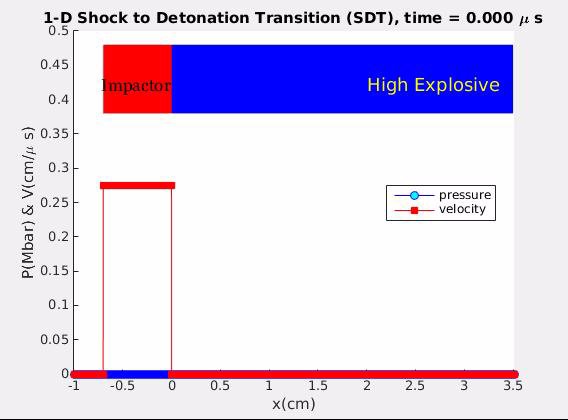 1-D Shock to Detonation Transition (SDT), time = 0.000 μ s
0.5
0.45
0.4
0.35
0.3
0.25
0.2
0.15
0.1
0.05
0
P(Mbar) & V(cm/μ s)
Impactor
High Explosive
pressure
velocity
-1 -0.5 0 0.5 1 1.5 2 2.5 3 3.5
x(cm)